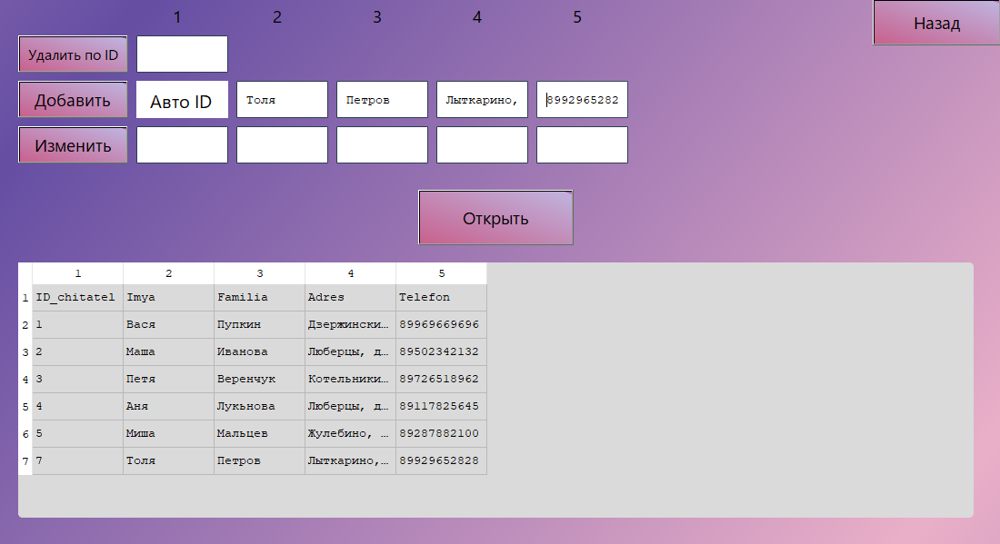 1 2 3 4 5
Назад
Удалить по ID
Добавить Авто ID Толя Петров Лыткарино, 8992965282
Изменить
Открыть
1 2 3 4 5
1 ID_chitatel Imya Familia Adres Telefon
2 1 Вася Пупкин Дзержински… 89969669696
3 2 Маша Иванова Люберцы, д… 89502342132
4 3 Петя Веренчук Котельники… 89726518962
5 4 Аня Лукьнова Люберцы, д… 89117825645
6 5 Миша Мальцев Жулебино, … 89287882100
7 7 Толя Петров Лыткарино,… 89929652828